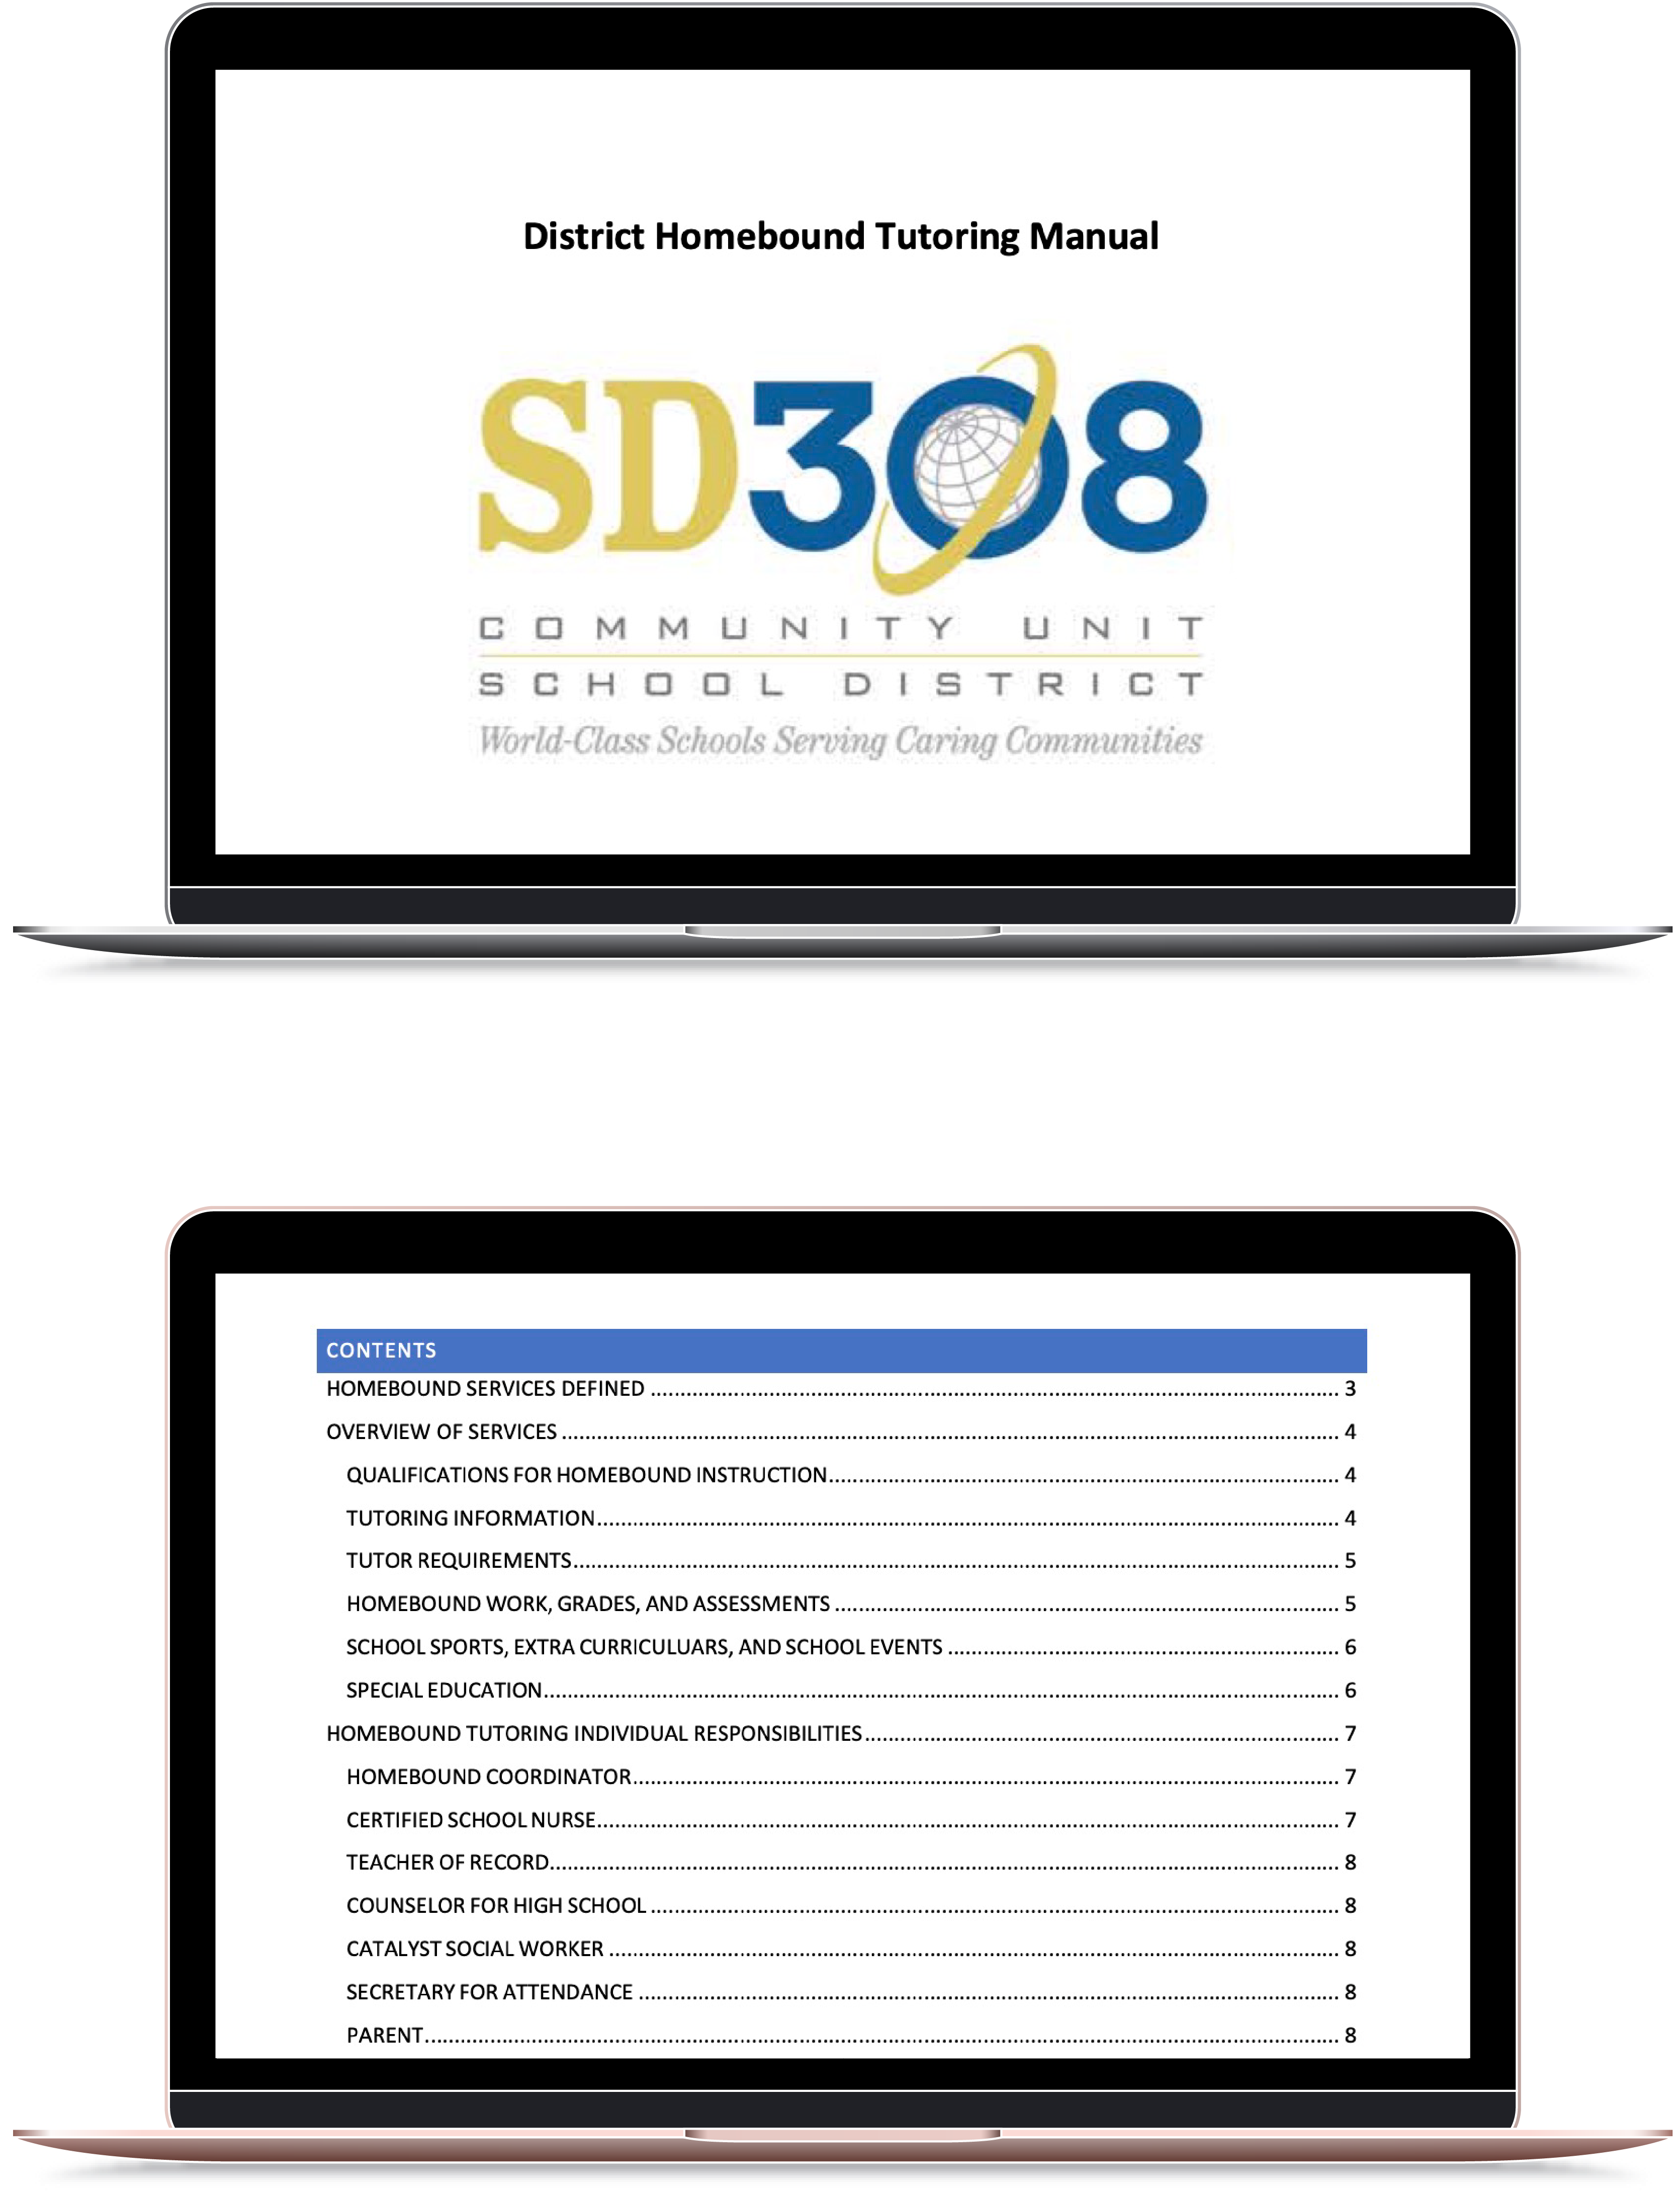 District Homebound Tutoring Manual
SD308
COMMUNITY UNIT
SCHOOL DISTRICT
World-Class Schools Serving Caring Communities
CONTENTS
HOMEBOUND SERVICES DEFINED ........................ 3
OVERVIEW OF SERVICES ........................ 4
QUALIFICATIONS FOR HOMEBOUND INSTRUCTION........................ 4
TUTORING INFORMATION........................ 4
TUTOR REQUIREMENTS........................ 5
HOMEBOUND WORK, GRADES, AND ASSESSMENTS ........................ 5
SCHOOL SPORTS, EXTRA CURRICULUARS, AND SCHOOL EVENTS ........................ 6
SPECIAL EDUCATION........................ 6
HOMEBOUND TUTORING INDIVIDUAL RESPONSIBILITIES........................ 7
HOMEBOUND COORDINATOR........................ 7
CERTIFIED SCHOOL NURSE........................ 7
TEACHER OF RECORD........................ 8
COUNSELOR FOR HIGH SCHOOL ........................ 8
CATALYST SOCIAL WORKER ........................ 8
SECRETARY FOR ATTENDANCE ........................ 8
PARENT........................ 8